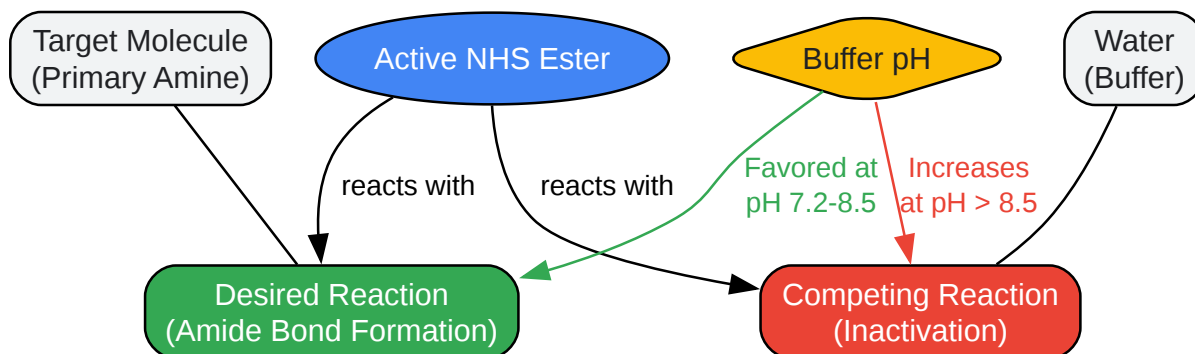 Target Molecule
(Primary Amine)
Active NHS Ester
Buffer pH
Water
(Buffer)
reacts with
reacts with
Favored at
pH 7.2-8.5
Increases
at pH > 8.5
Desired Reaction
(Amide Bond Formation)
Competing Reaction
(Inactivation)